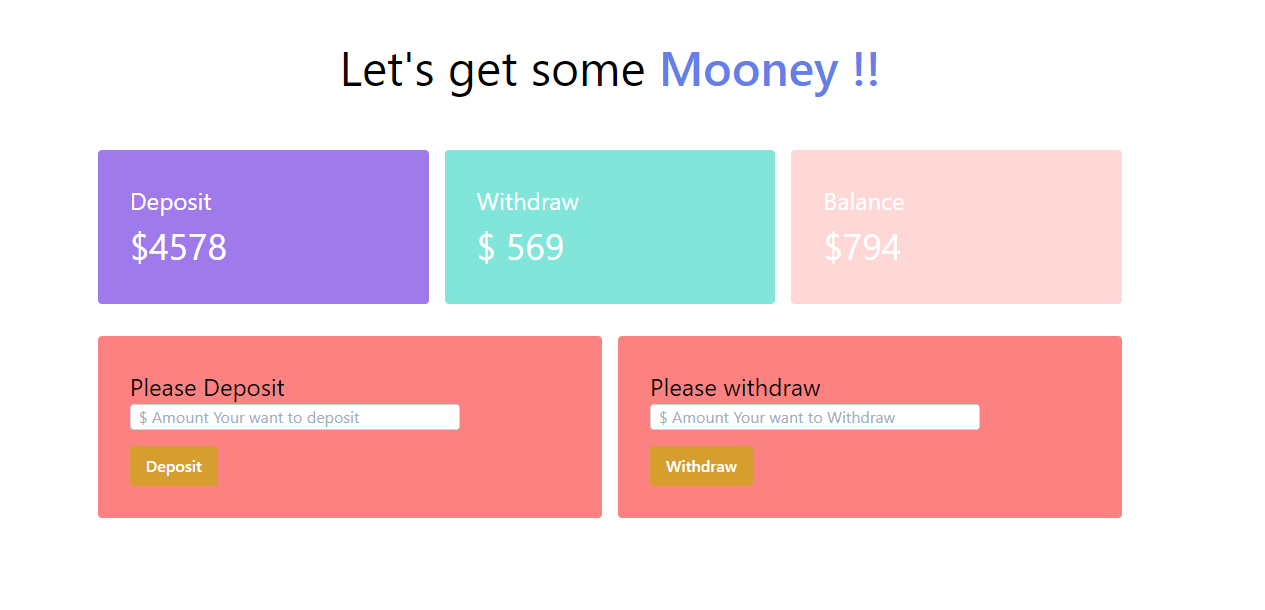 Let's get some Mooney !!
Deposit
$4578
Withdraw
$ 569
Balance
$794
Please Deposit
$ Amount Your want to deposit
Deposit
Please withdraw
$ Amount Your want to Withdraw
Withdraw